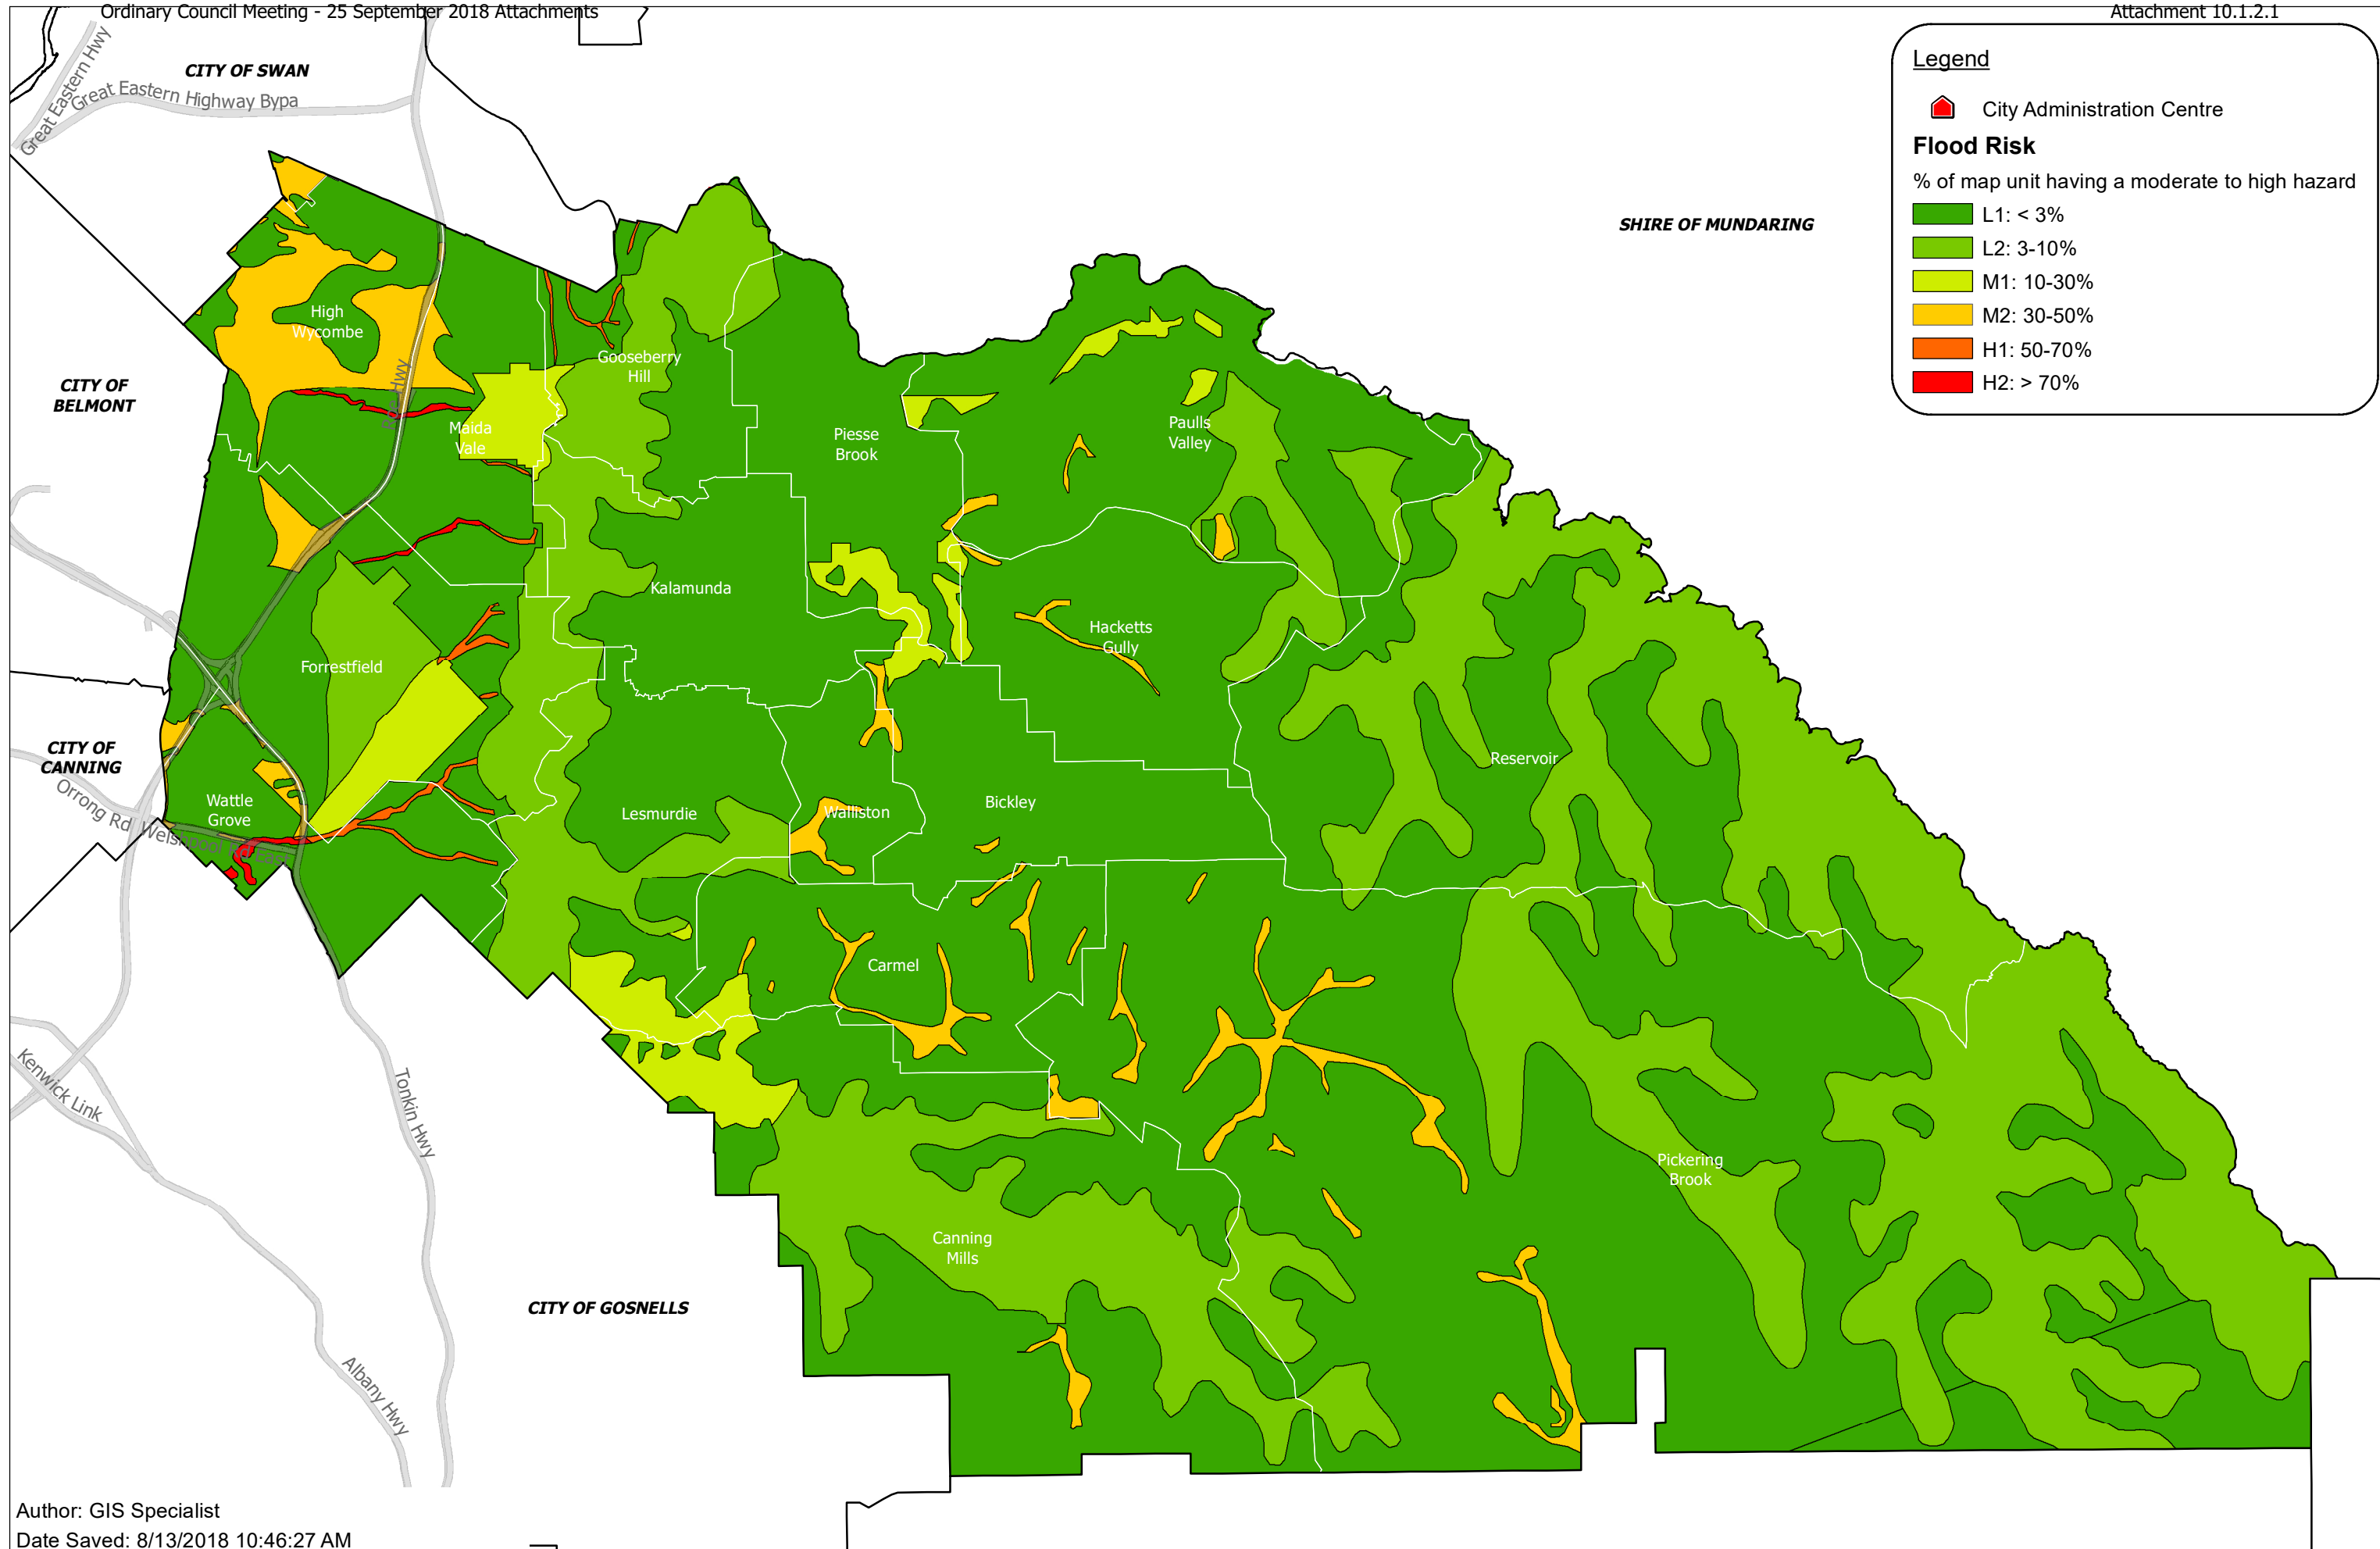 Ordinary Council Meeting - 25 September 2018 Attachments
Attachment 10.1.2.1
Legend
City Administration Centre
Flood Risk
% of map unit having a moderate to high hazard
L1: < 3%
L2: 3-10%
M1: 10-30%
M2: 30-50%
H1: 50-70%
H2: > 70%
Great Eastern Hwy
CITY OF SWAN
Great Eastern Highway Bypa
SHIRE OF MUNDARING
High
Wycombe
Gooseberry
Hill
CITY OF
BELMONT
Hwy
Maida
Vale
Piesse
Brook
Paulls
Valley
Kalamunda
Hacketts
Gully
Forrestfield
CITY OF
CANNING
Reservoir
Orrong Rd
Wattle
Grove
Welshpool Rd East
Lesmurdie
Walliston
Bickley
Carmel
Kenwick Link
Tonkin Hwy
Pickering
Brook
Canning
Mills
CITY OF GOSNELLS
Albany Hwy
Author: GIS Specialist
Date Saved: 8/13/2018 10:46:27 AM